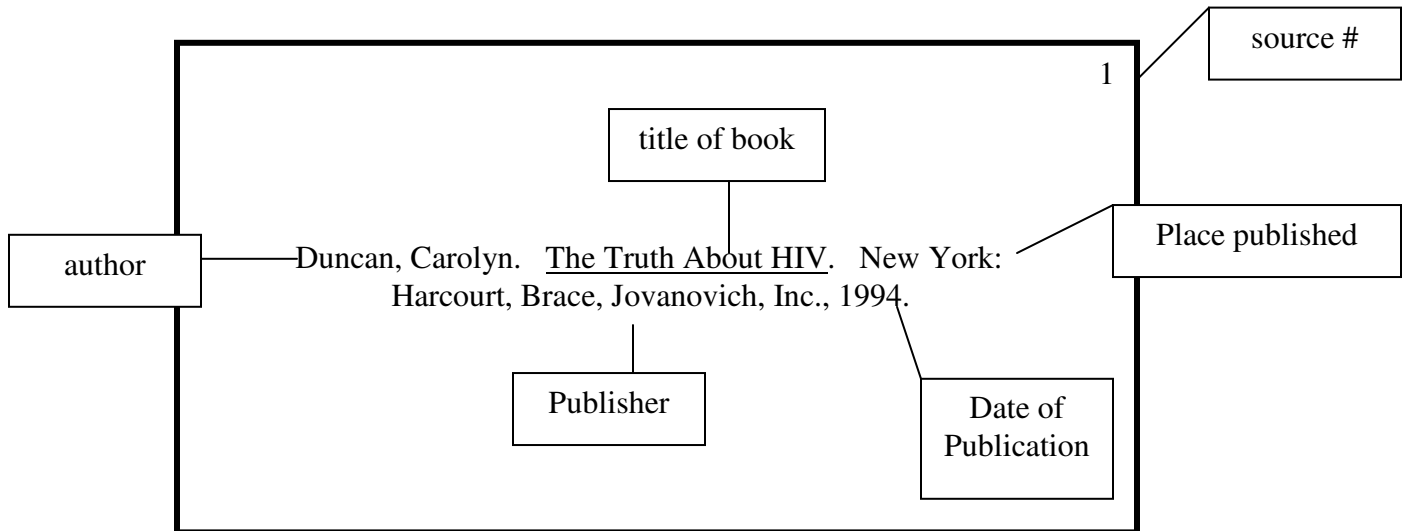 source #
1
title of book
Place published
author
Duncan, Carolyn. The Truth About HIV. New York:
Harcourt, Brace, Jovanovich, Inc., 1994.
Publisher
Date of
Publication